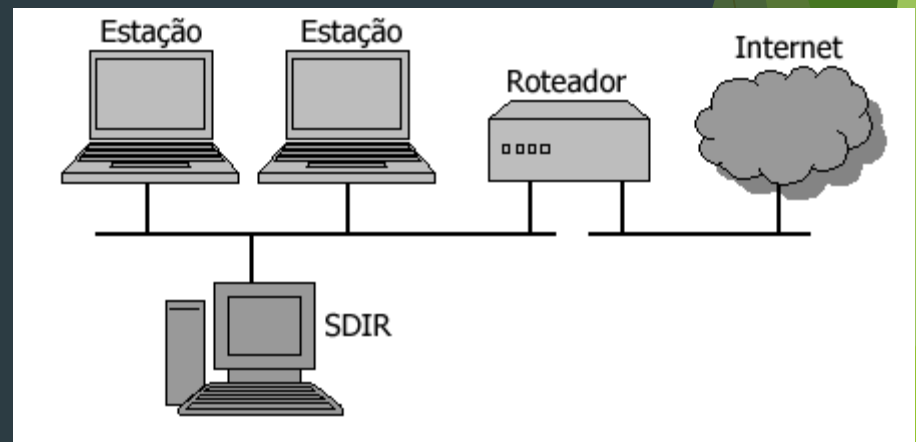 Estação
Estação
Roteador
Internet
SDIR